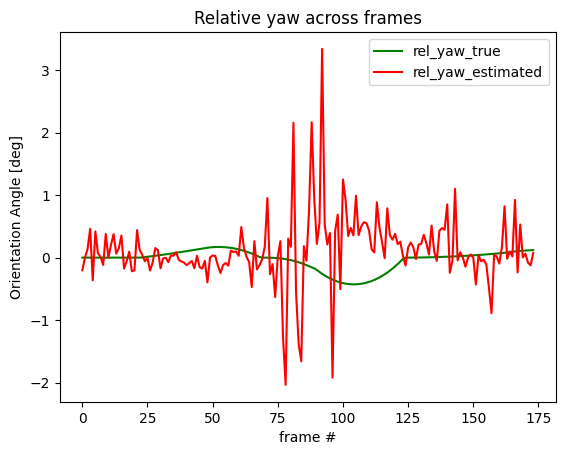 Relative yaw across frames
rel_yaw_true
rel_yaw_estimated
Orientation Angle [deg]
3
2
1
0
−1
−2
0 25 50 75 100 125 150 175
frame #